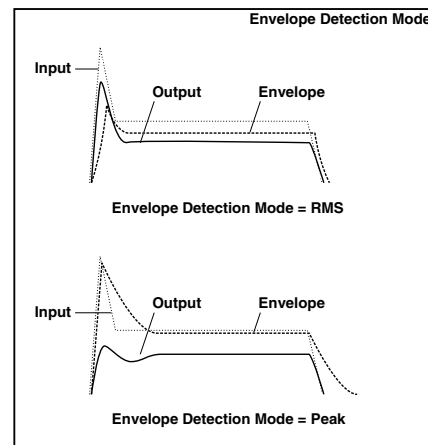 Envelope Detection Mode
Input
Output
Envelope
Envelope Detection Mode = RMS
Output
Envelope
Input
Envelope Detection Mode = Peak